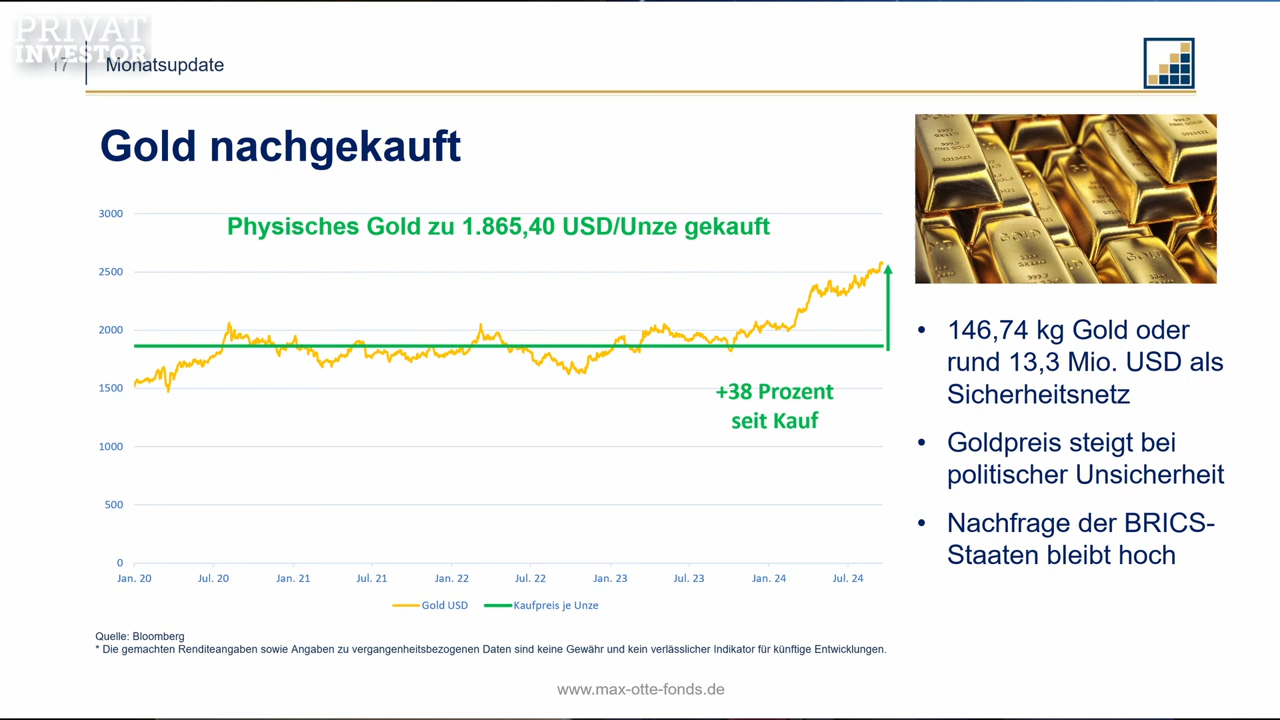 PRIVAT
INVESTOR
17
Monatsupdate
Gold nachgekauft
Physisches Gold zu 1.865,40 USD/Unze gekauft
3000
2500
2000
1500
1000
500
0
+38 Prozent
seit Kauf
Jan. 20
Jul. 20
Jan. 21
Jul. 21
Jan. 22
Jul. 22
Jan. 23
Jul. 23
Jan. 24
Jul. 24
Gold USD
Kaufpreis je Unze
GOLD
GOLD
• 146,74 kg Gold oder
rund 13,3 Mio. USD als
Sicherheitsnetz
• Goldpreis steigt bei
politischer Unsicherheit
• Nachfrage der BRICS-
Staaten bleibt hoch
Quelle: Bloomberg
* Die gemachten Renditeangaben sowie Angaben zu vergangenheitsbezogenen Daten sind keine Gewähr und kein verlässlicher Indikator für künftige Entwicklungen.
www.max-otte-fonds.de